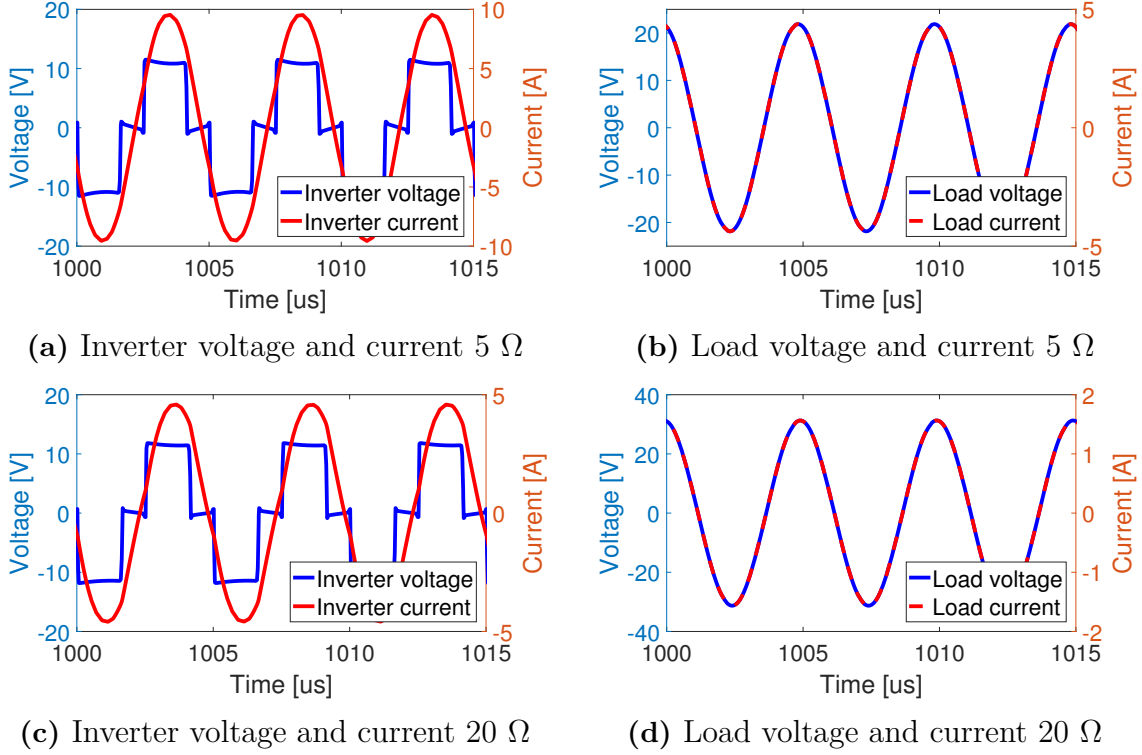 20
10
0
-10
-20
Voltage [V]
10
5
0
-5
-10
Current [A]
Inverter voltage
Inverter current
1000 1005 1010 1015
Time [us]
(a) Inverter voltage and current 5 Ω
20
10
0
-10
-20
Voltage [V]
5
0
-5
Current [A]
Load voltage
Load current
1000 1005 1010 1015
Time [us]
(b) Load voltage and current 5 Ω
20
10
0
-10
-20
Voltage [V]
5
0
-5
Current [A]
Inverter voltage
Inverter current
1000 1005 1010 1015
Time [us]
(c) Inverter voltage and current 20 Ω
40
20
0
-20
-40
Voltage [V]
2
1
0
-1
-2
Current [A]
Load voltage
Load current
1000 1005 1010 1015
Time [us]
(d) Load voltage and current 20 Ω